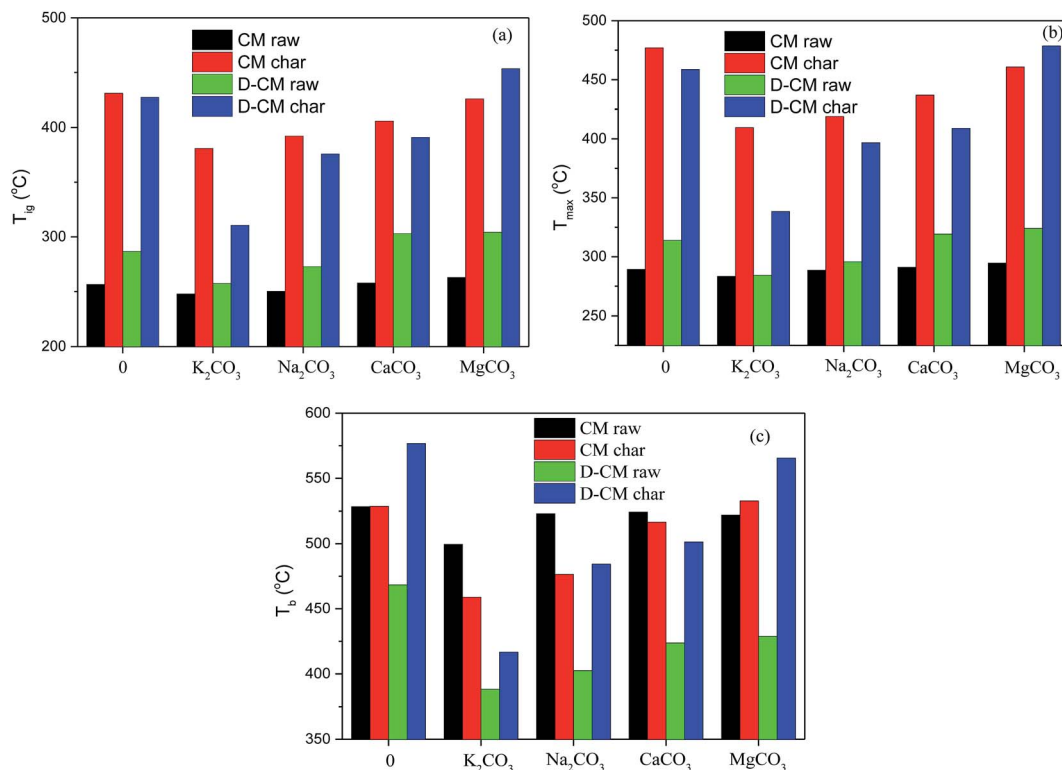 (a)
CM raw
CM char
D-CM raw
D-CM char
T_ig (°C)
500
400
300
200
0
K₂CO₃
Na₂CO₃
CaCO₃
MgCO₃
(b)
CM raw
CM char
D-CM raw
D-CM char
T_max (°C)
500
450
400
350
300
250
0
K₂CO₃
Na₂CO₃
CaCO₃
MgCO₃
(c)
CM raw
CM char
D-CM raw
D-CM char
T_b (°C)
600
550
500
450
400
350
0
K₂CO₃
Na₂CO₃
CaCO₃
MgCO₃